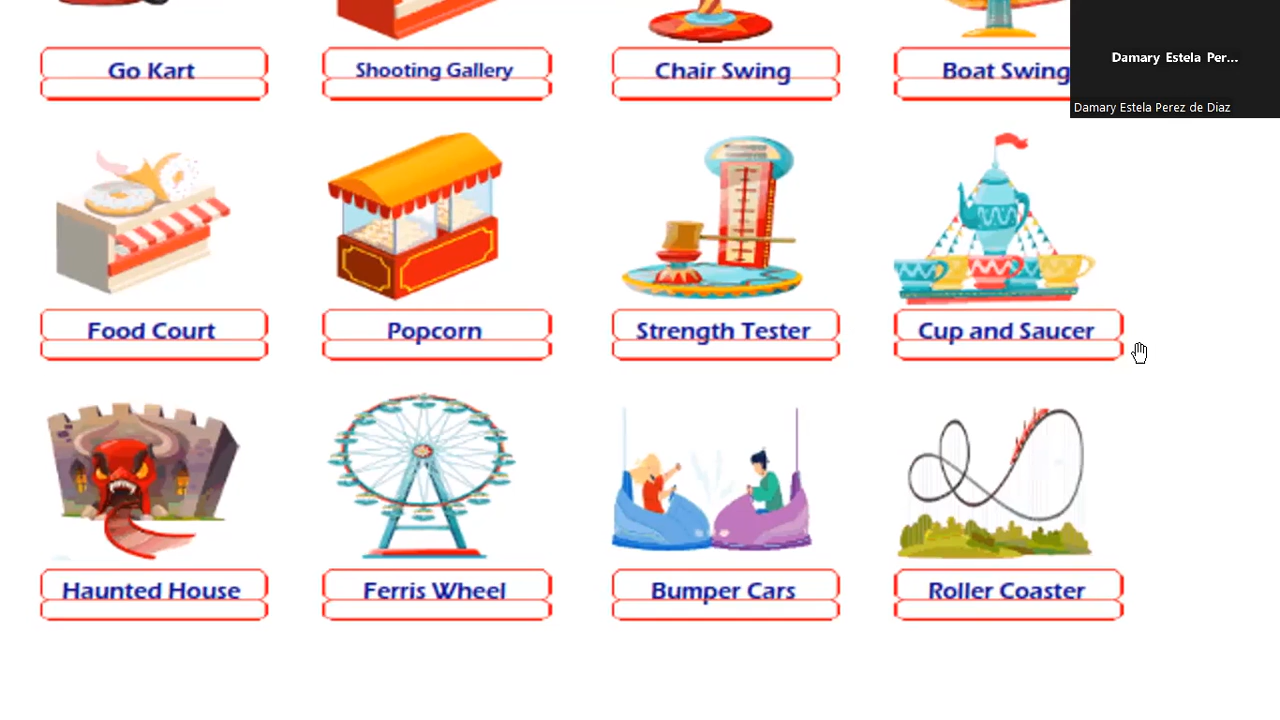 Go Kart
Shooting Gallery
Chair Swing
Boat Swing
Damary Estela Per...
Damary Estela Perez de Diaz
Food Court
Popcorn
Strength Tester
Cup and Saucer
Haunted House
Ferris Wheel
Bumper Cars
Roller Coaster